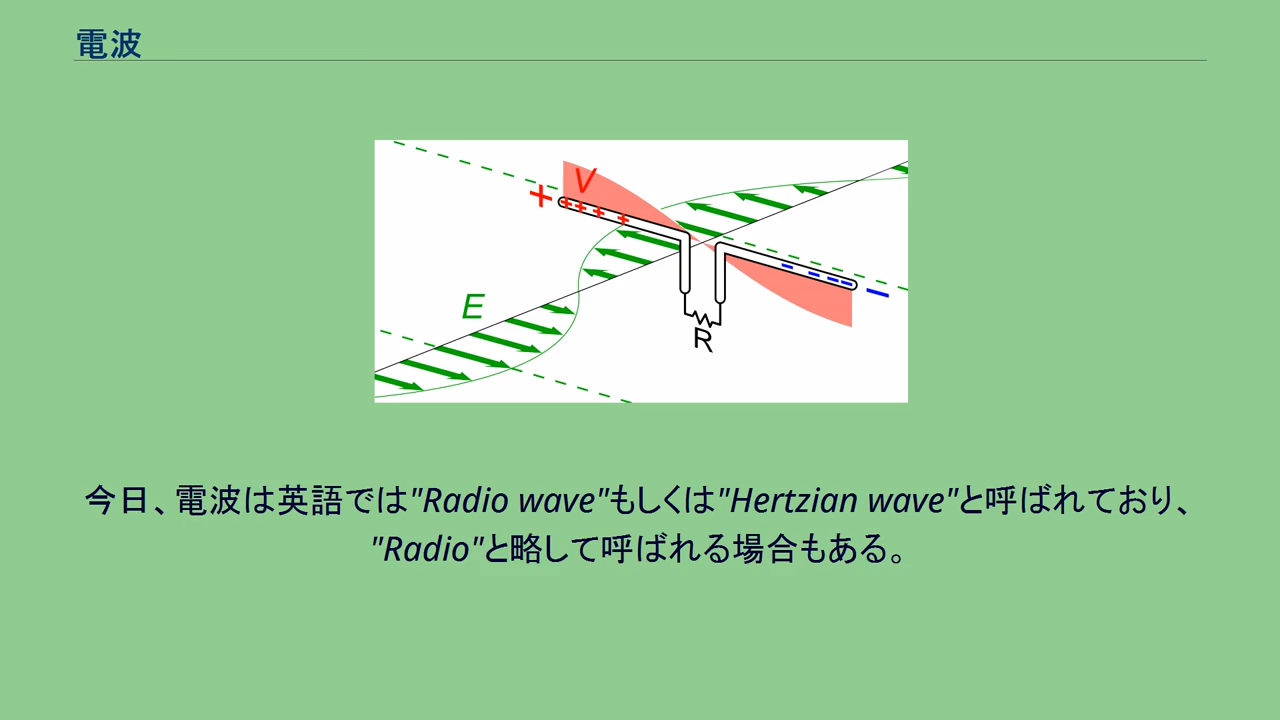 電波
+
V
E
R
今日、電波は英語では"Radio wave"もしくは"Hertzian wave"と呼ばれており、
"Radio"と略して呼ばれる場合もある。